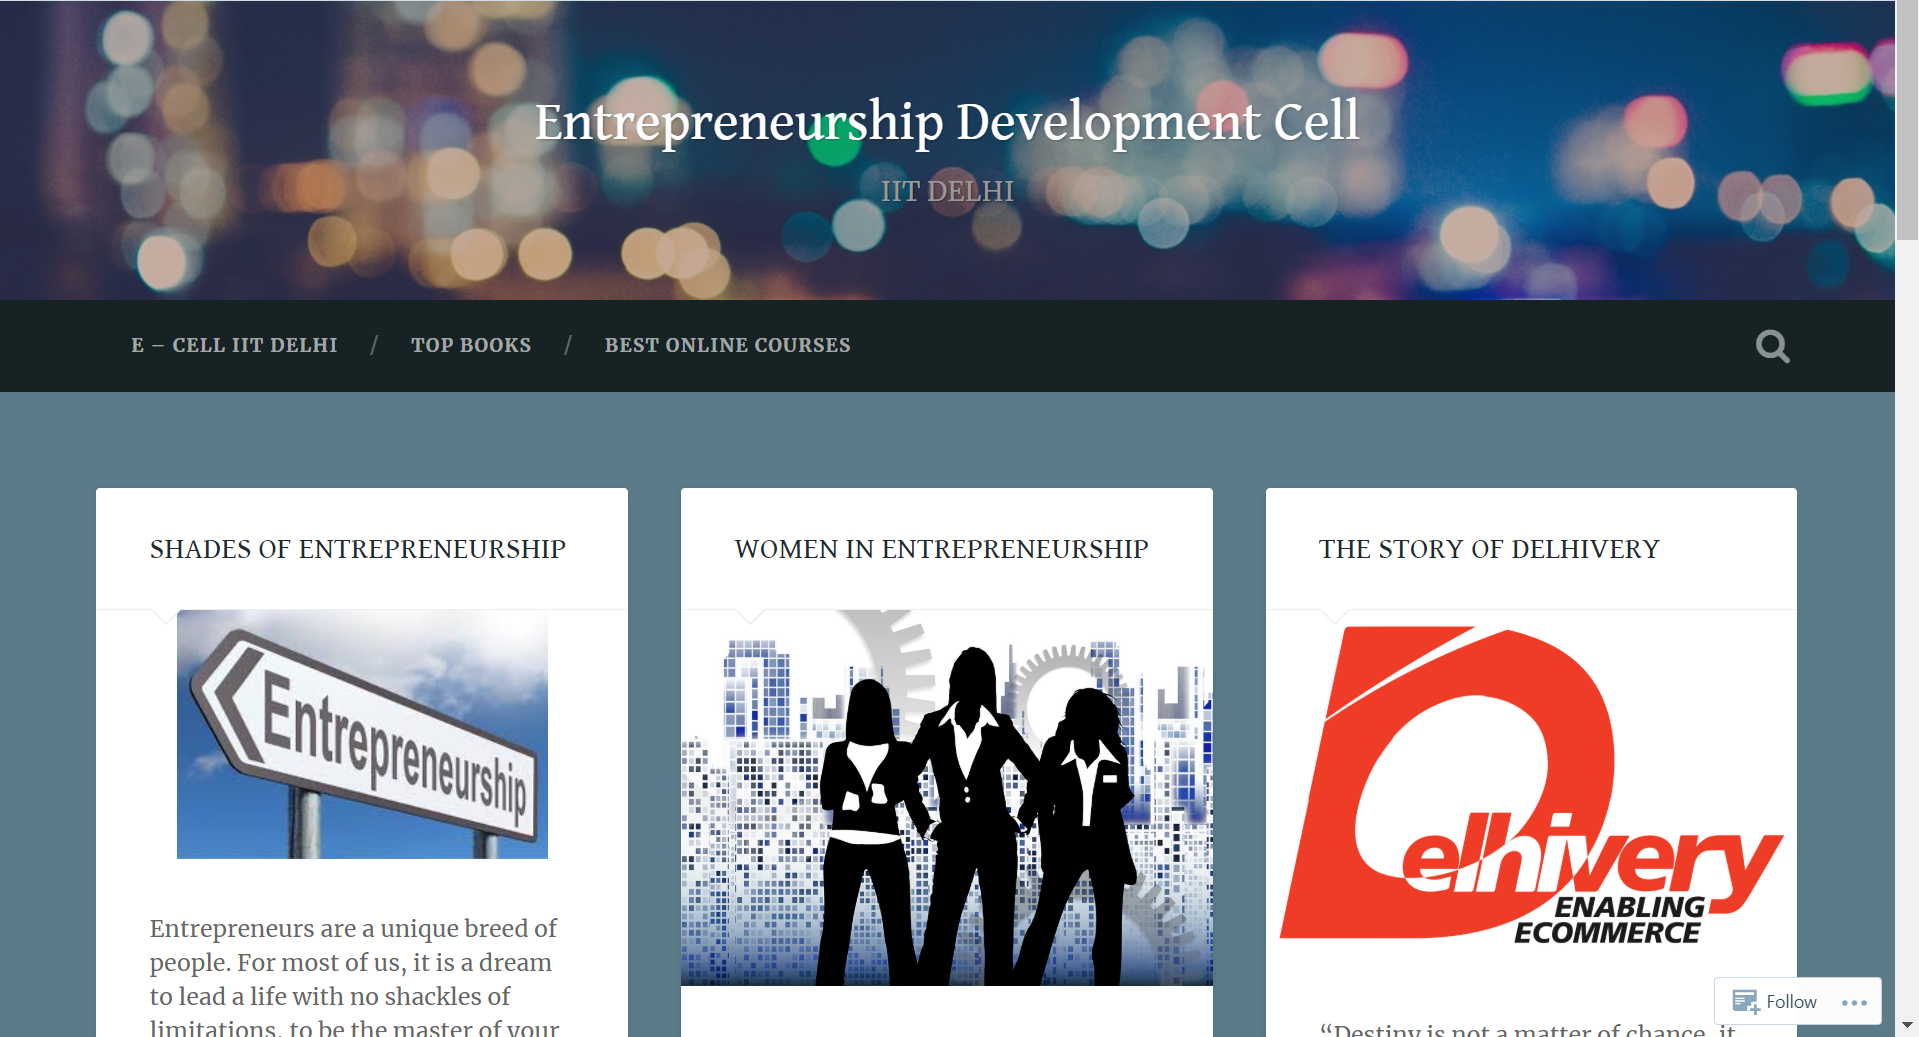 Entrepreneurship Development Cell
IIT DELHI
E – CELL IIT DELHI / TOP BOOKS / BEST ONLINE COURSES
SHADES OF ENTREPRENEURSHIP
Entrepreneurship
Entrepreneurs are a unique breed of
people. For most of us, it is a dream
to lead a life with no shackles of
limitations, to be the master of your
WOMEN IN ENTREPRENEURSHIP
THE STORY OF DELHIVERY
Delhivery
ENABLING
ECOMMERCE
“Destiny is not a matter of chance, it
Follow